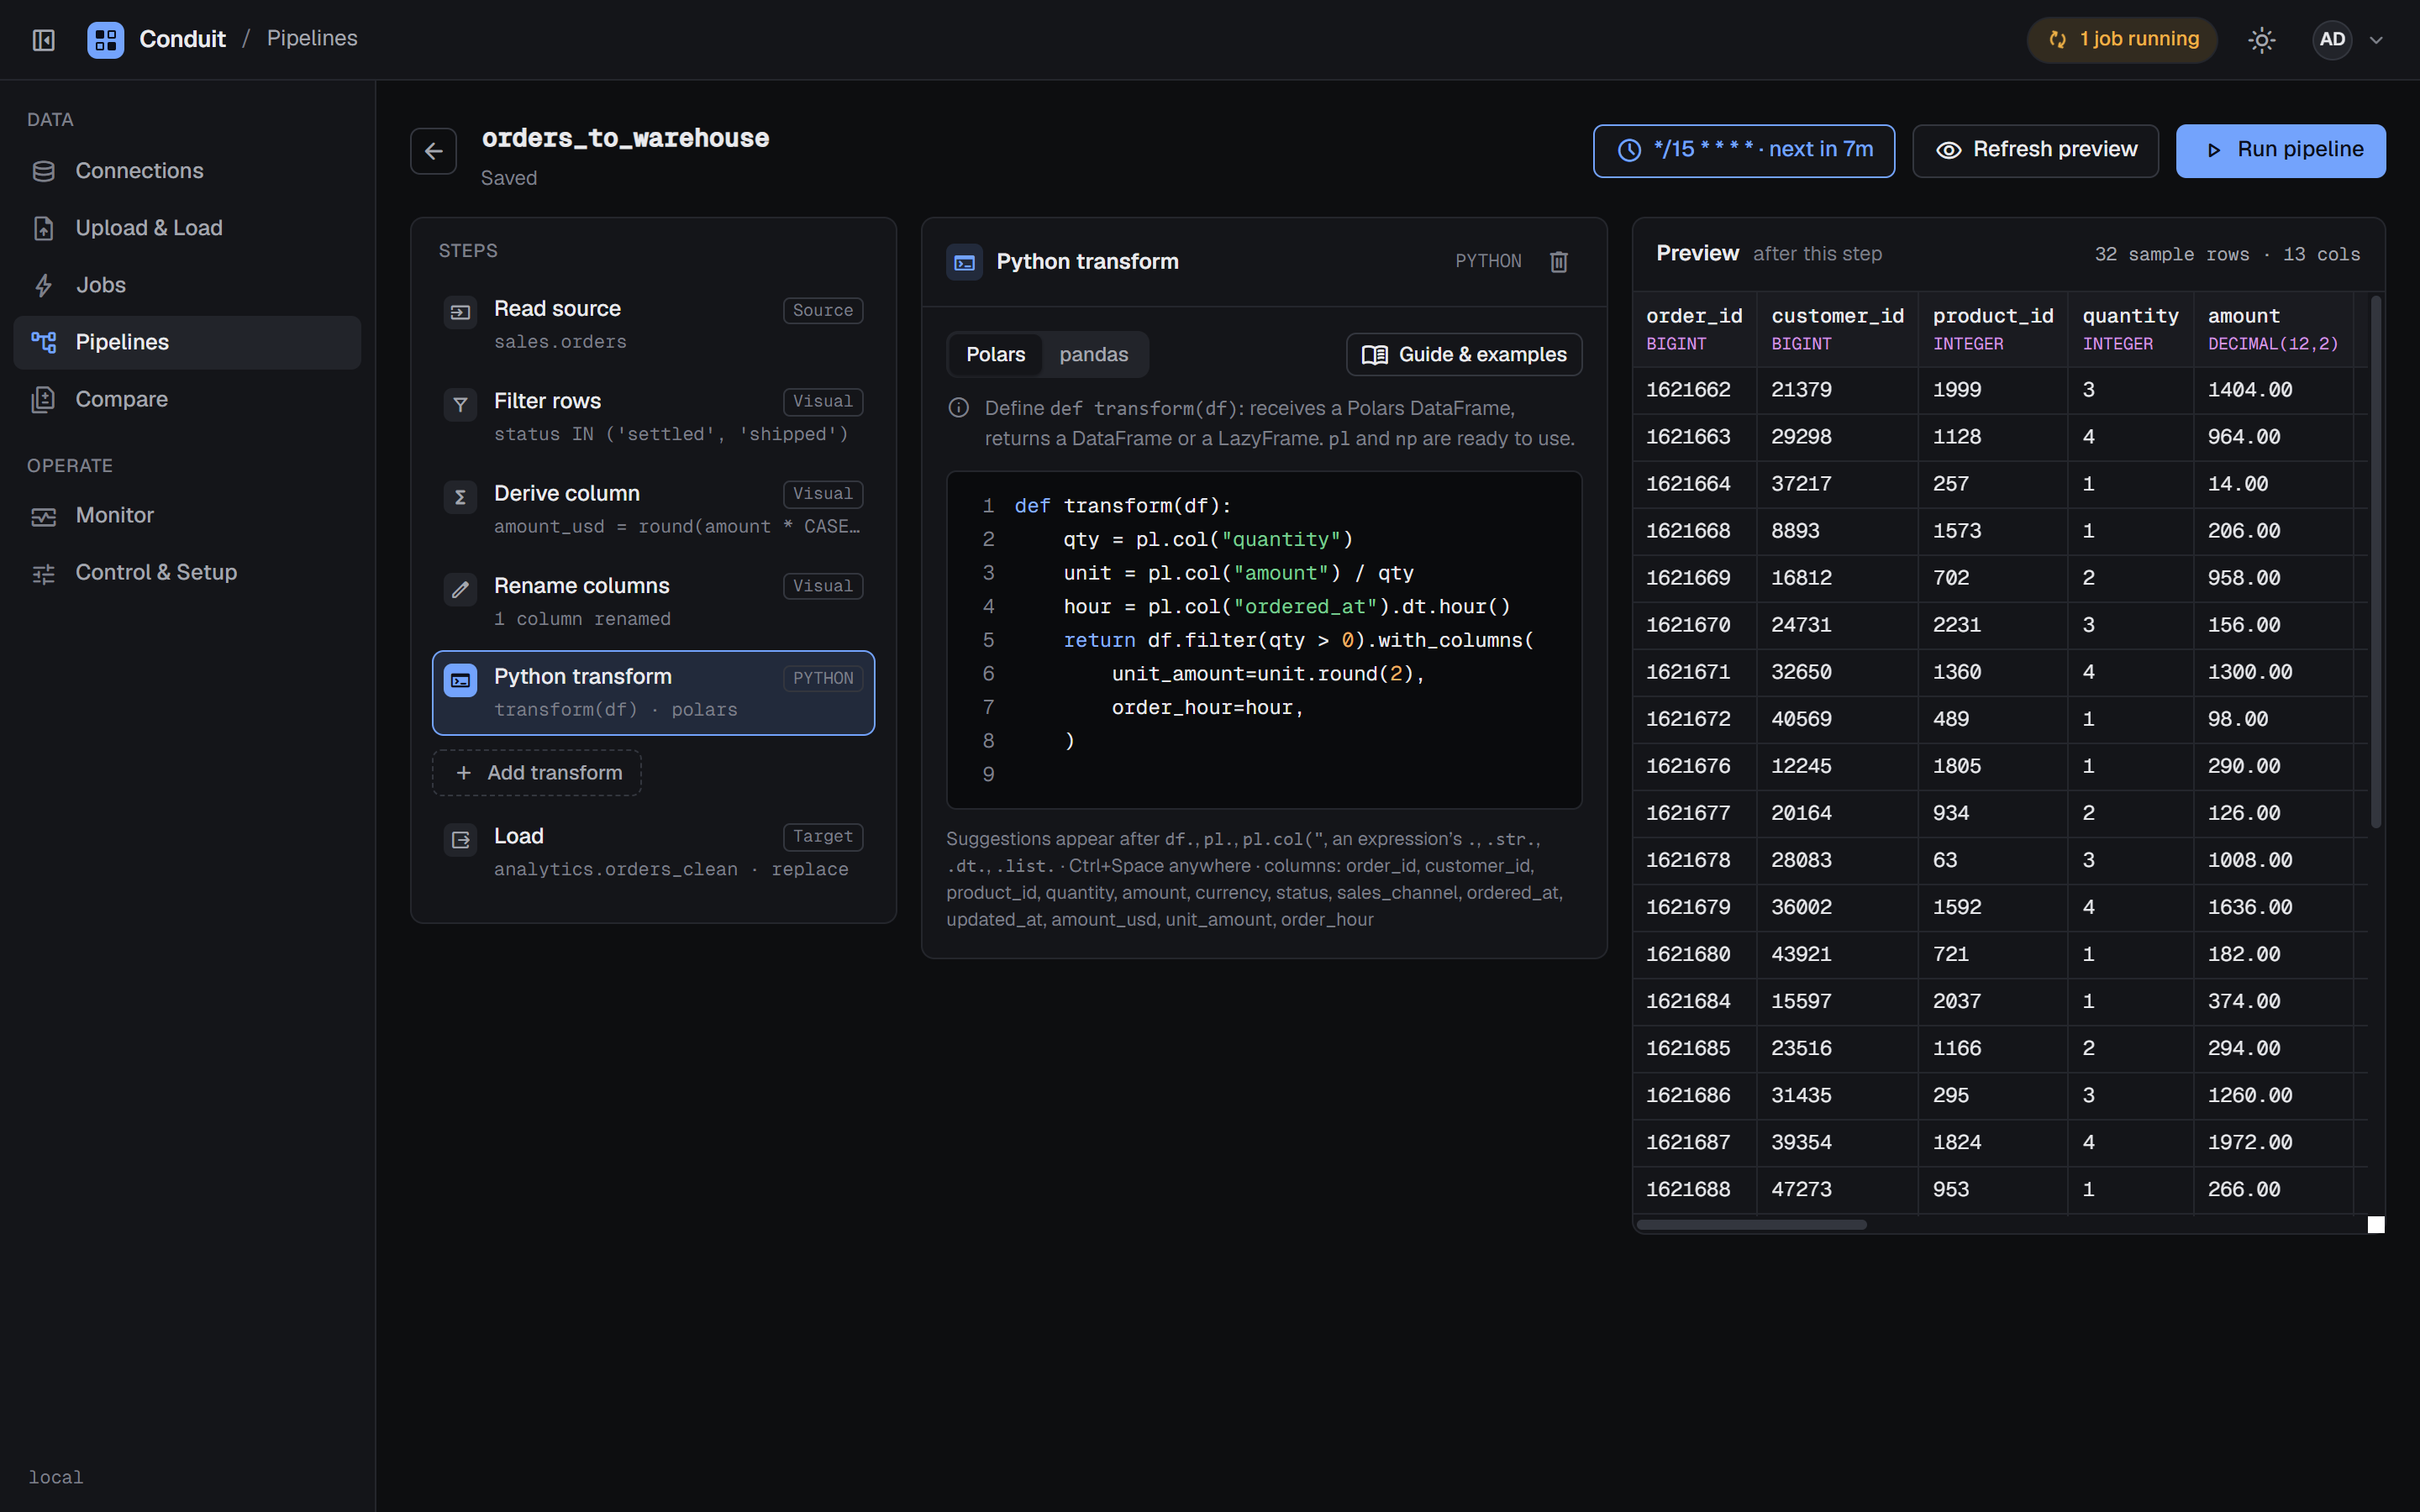 Conduit / Pipelines
1 job running
AD
DATA
Connections
Upload & Load
Jobs
Pipelines
Compare
OPERATE
Monitor
Control & Setup
local
orders_to_warehouse
Saved
*/15 * * * * · next in 7m
Refresh preview
Run pipeline
STEPS
Read source
Source
sales.orders
Filter rows
Visual
status IN ('settled', 'shipped')
Derive column
Visual
amount_usd = round(amount * CASE…
Rename columns
Visual
1 column renamed
Python transform
PYTHON
transform(df) · polars
+ Add transform
Load
Target
analytics.orders_clean · replace
Python transform
PYTHON
Polars
pandas
Guide & examples
Define def transform(df): receives a Polars DataFrame,
returns a DataFrame or a LazyFrame. pl and np are ready to use.
1 def transform(df):
2     qty = pl.col("quantity")
3     unit = pl.col("amount") / qty
4     hour = pl.col("ordered_at").dt.hour()
5     return df.filter(qty > 0).with_columns(
6         unit_amount=unit.round(2),
7         order_hour=hour,
8     )
9
Suggestions appear after df., pl., pl.col(", an expression's ., .str.,
.dt., .list. · Ctrl+Space anywhere · columns: order_id, customer_id,
product_id, quantity, amount, currency, status, sales_channel, ordered_at,
updated_at, amount_usd, unit_amount, order_hour
Preview after this step
32 sample rows · 13 cols
order_id customer_id product_id quantity amount
BIGINT BIGINT INTEGER INTEGER DECIMAL(12,2)
1621662 21379 1999 3 1404.00
1621663 29298 1128 4 964.00
1621664 37217 257 1 14.00
1621668 8893 1573 1 206.00
1621669 16812 702 2 958.00
1621670 24731 2231 3 156.00
1621671 32650 1360 4 1300.00
1621672 40569 489 1 98.00
1621676 12245 1805 1 290.00
1621677 20164 934 2 126.00
1621678 28083 63 3 1008.00
1621679 36002 1592 4 1636.00
1621680 43921 721 1 182.00
1621684 15597 2037 1 374.00
1621685 23516 1166 2 294.00
1621686 31435 295 3 1260.00
1621687 39354 1824 4 1972.00
1621688 47273 953 1 266.00